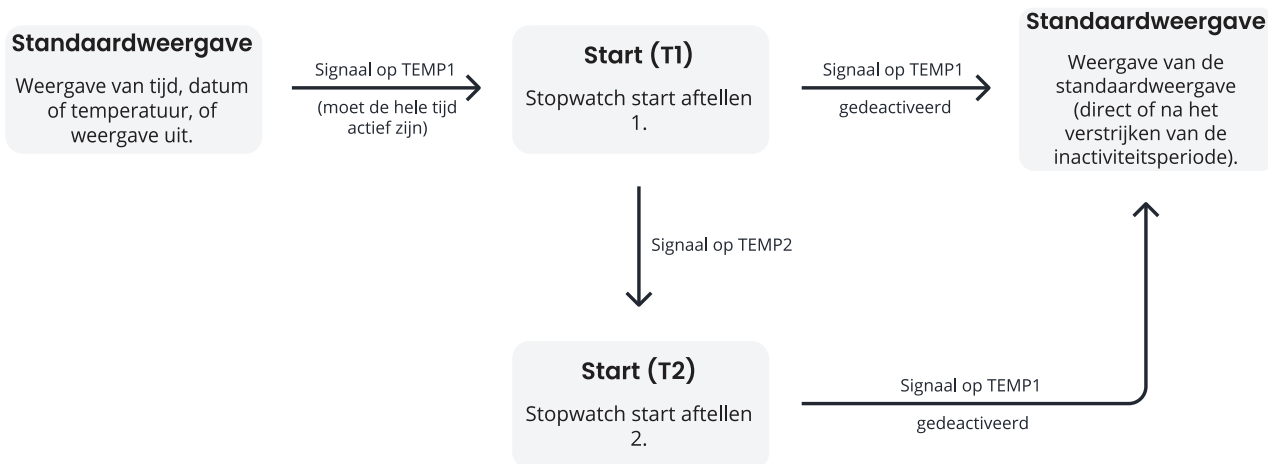 Standaardweergave
Weergave van tijd, datum
of temperatuur, of
weergave uit.
Signaal op TEMP1
(moet de hele tijd
actief zijn)
Start (T1)
Stopwatch start aftellen
1.
Signaal op TEMP1
gedeactiveerd
Standaardweergave
Weergave van de
standaardweergave
(direct of na het
verstrijken van de
inactiviteitsperiode).
Signaal op TEMP2
Start (T2)
Stopwatch start aftellen
2.
Signaal op TEMP1
gedeactiveerd